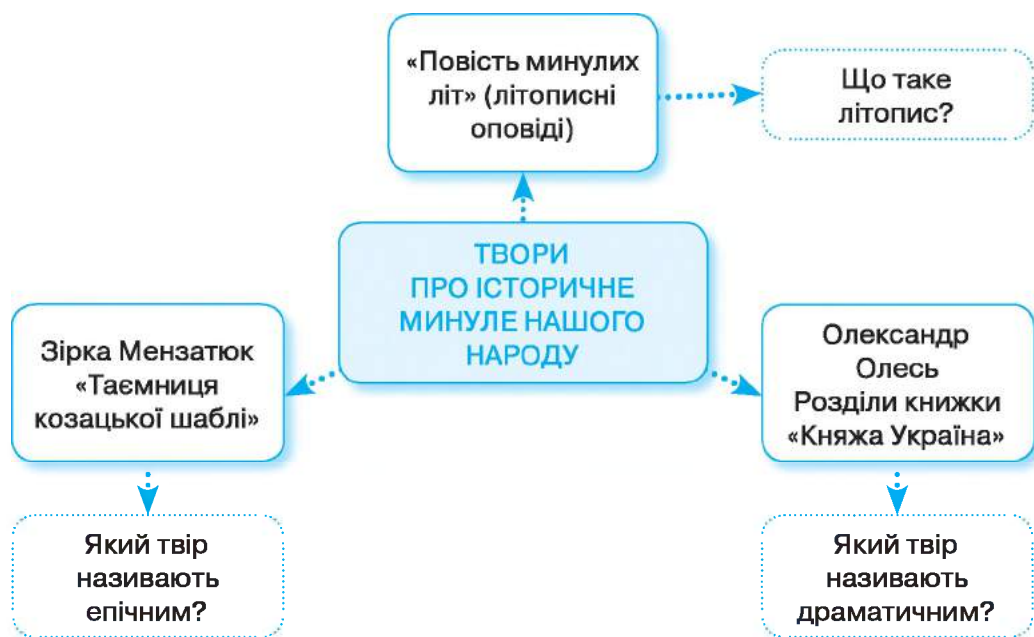 «Повість минулих
літ» (літописні
оповіді)
Що таке
літопис?
ТВОРИ
ПРО ІСТОРИЧНЕ
МИНУЛЕ НАШОГО
НАРОДУ
Зірка Мензатюк
«Таємниця
козацької шаблі»
Олександр
Олесь
Розділи книжки
«Княжа Україна»
Який твір
називають
епічним?
Який твір
називають
драматичним?